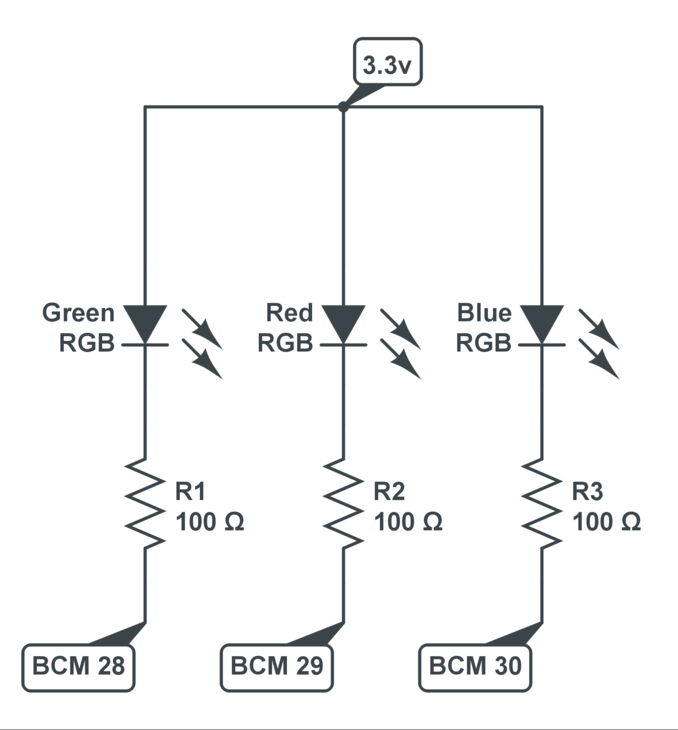 3.3v
Green
RGB
Red
RGB
Blue
RGB
R1
100 Ω
R2
100 Ω
R3
100 Ω
BCM 28
BCM 29
BCM 30